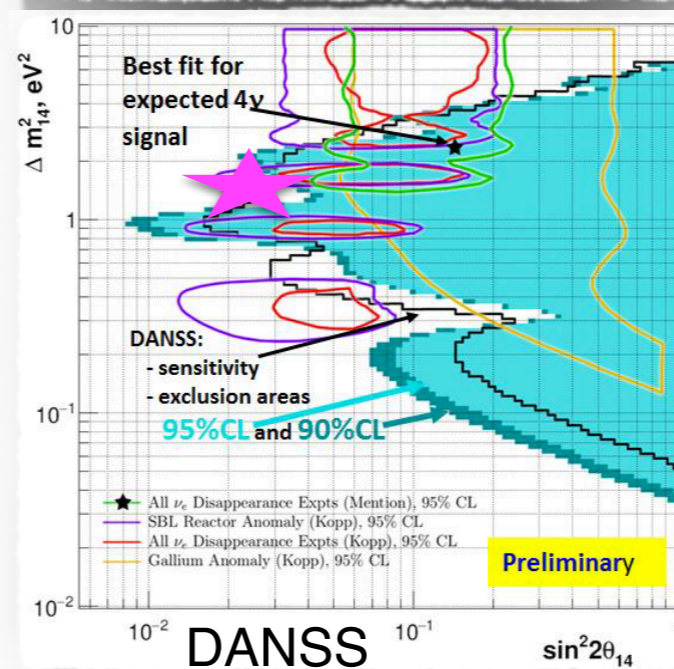 10
Δ m²₁₄, eV²
Best fit for
expected 4ν
signal
1
DANSS:
- sensitivity
- exclusion areas
95%CL and 90%CL
10⁻¹
All νₑ Disappearance Expts (Mention), 95% CL
SBL Reactor Anomaly (Kopp), 95% CL
All νₑ Disappearance Expts (Kopp), 95% CL
Gallium Anomaly (Kopp), 95% CL
Preliminary
10⁻²
10⁻² 10⁻¹
DANSS sin²2θ₁₄